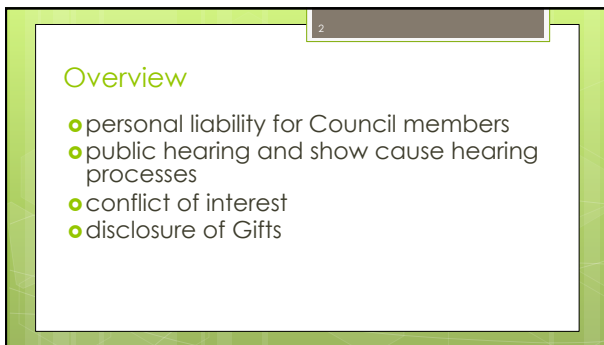 2
Overview
personal liability for Council members
public hearing and show cause hearing
processes
conflict of interest
disclosure of Gifts